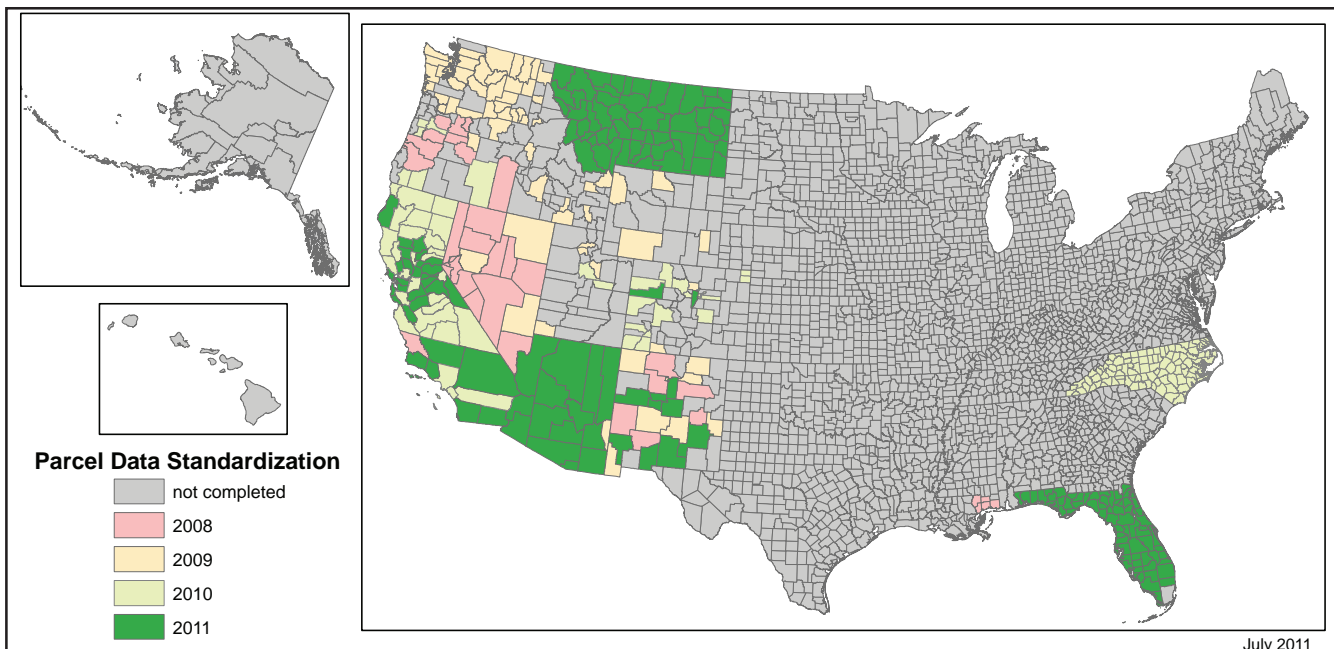 Parcel Data Standardization
not completed
2008
2009
2010
2011
July 2011